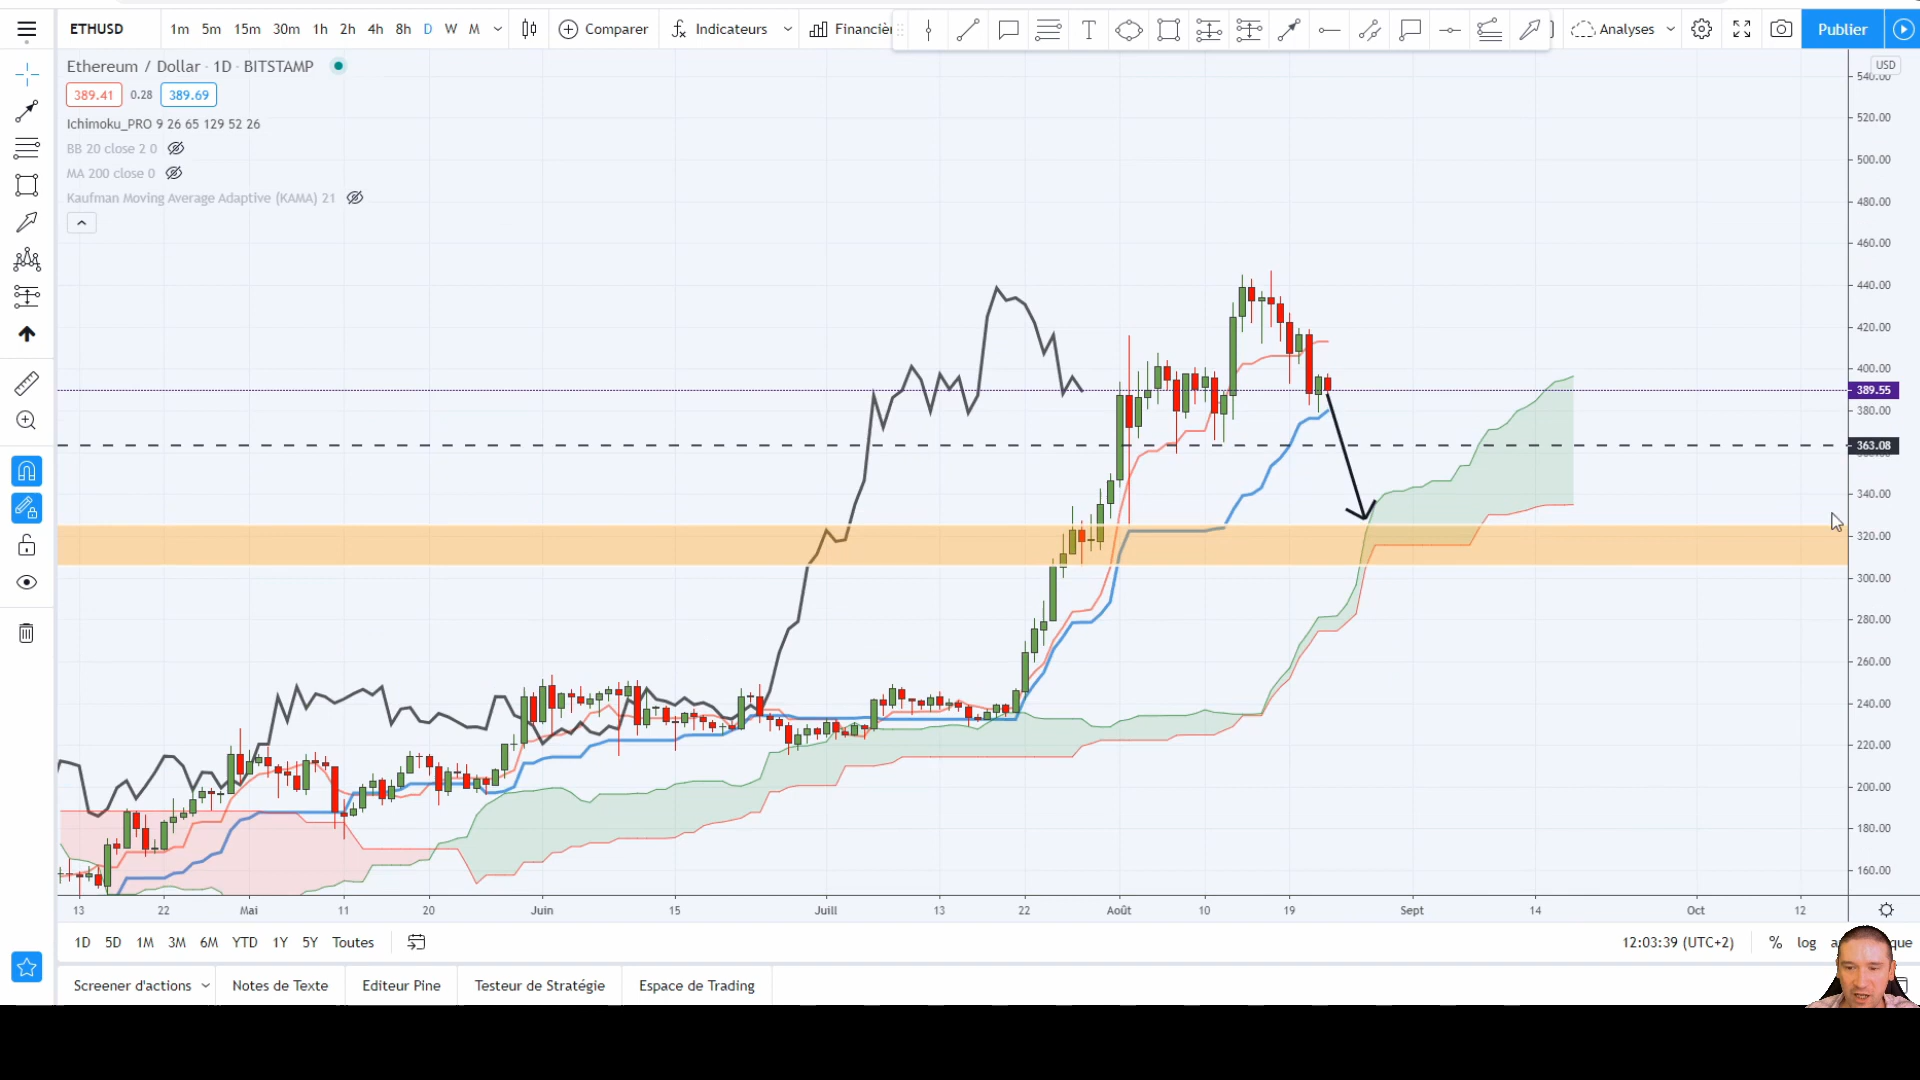 ETHUSD 1m 5m 15m 30m 1h 2h 4h 8h D W M Comparer Indicateurs Financièr T Analyses Publier
Ethereum / Dollar · 1D · BITSTAMP
389.41 0.28 389.69
Ichimoku_PRO 9 26 65 129 52 26
BB 20 close 2 0
MA 200 close 0
Kaufman Moving Average Adaptive (KAMA) 21
USD
540.00
520.00
500.00
480.00
460.00
440.00
420.00
400.00
389.55
380.00
363.08
340.00
320.00
300.00
280.00
260.00
240.00
220.00
200.00
180.00
160.00
13 22 Mai 11 20 Juin 15 Juill 13 22 Août 10 19 Sept 14 Oct 12
1D 5D 1M 3M 6M YTD 1Y 5Y Toutes 12:03:39 (UTC+2) % log a que
Screener d'actions Notes de Texte Editeur Pine Testeur de Stratégie Espace de Trading